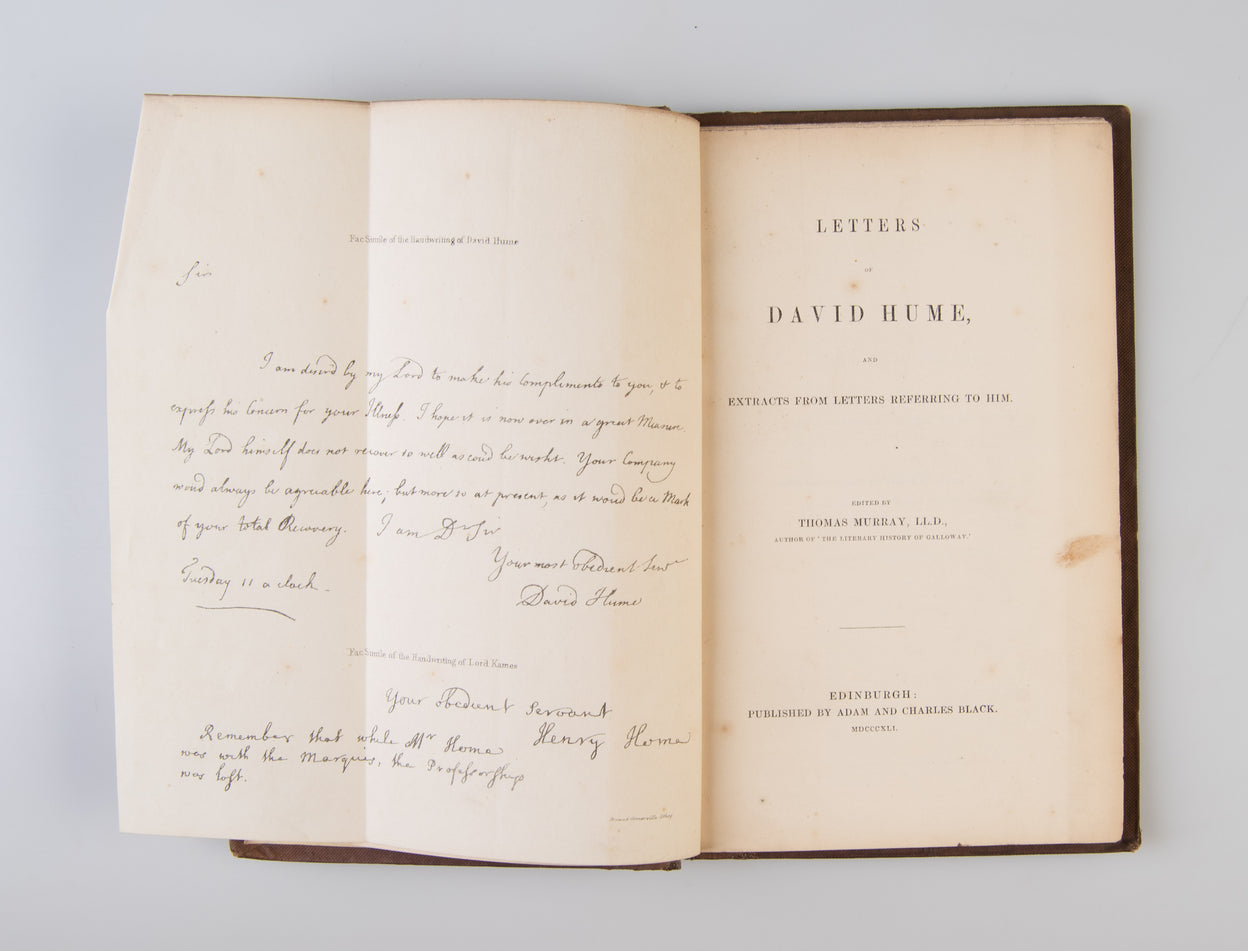 Fac Simile of the Handwriting of David Hume
Sir
I am desir'd by my Lord to make his Compliments to you, & to
express his Concern for your Illness. I hope it is now over in a great Measure.
My Lord himself does not recover so well as coud be wisht. Your Company
woud always be agreeable here; but more so at present, as it woud be a Mark
of your total Recovery. I am Dr Sir
Your most obedient Servt
David Hume
Tuesday 11 a clock.
Fac Simile of the Handwriting of Lord Kames
Your obedient Servant
Henry Home
Remember that while Mr Home
was with the Marquis, the Professorship
was lost.
LETTERS
OF
DAVID HUME,
AND
EXTRACTS FROM LETTERS REFERRING TO HIM.
EDITED BY
THOMAS MURRAY, LL.D.,
AUTHOR OF 'THE LITERARY HISTORY OF GALLOWAY.'
EDINBURGH:
PUBLISHED BY ADAM AND CHARLES BLACK.
MDCCCXLI.